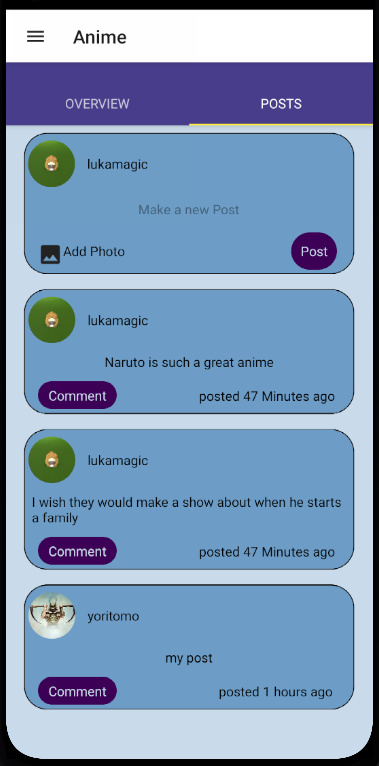 Anime
OVERVIEW POSTS
lukamagic
Make a new Post
Add Photo Post
lukamagic
Naruto is such a great anime
Comment posted 47 Minutes ago
lukamagic
I wish they would make a show about when he starts
a family
Comment posted 47 Minutes ago
yoritomo
my post
Comment posted 1 hours ago